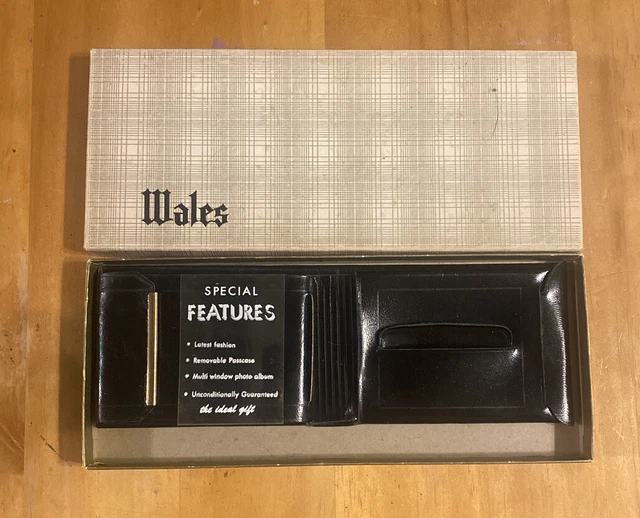 Wales
SPECIAL
FEATURES
• Latest fashion
• Removable Passcase
• Multi window photo album
• Unconditionally Guaranteed
the ideal gift